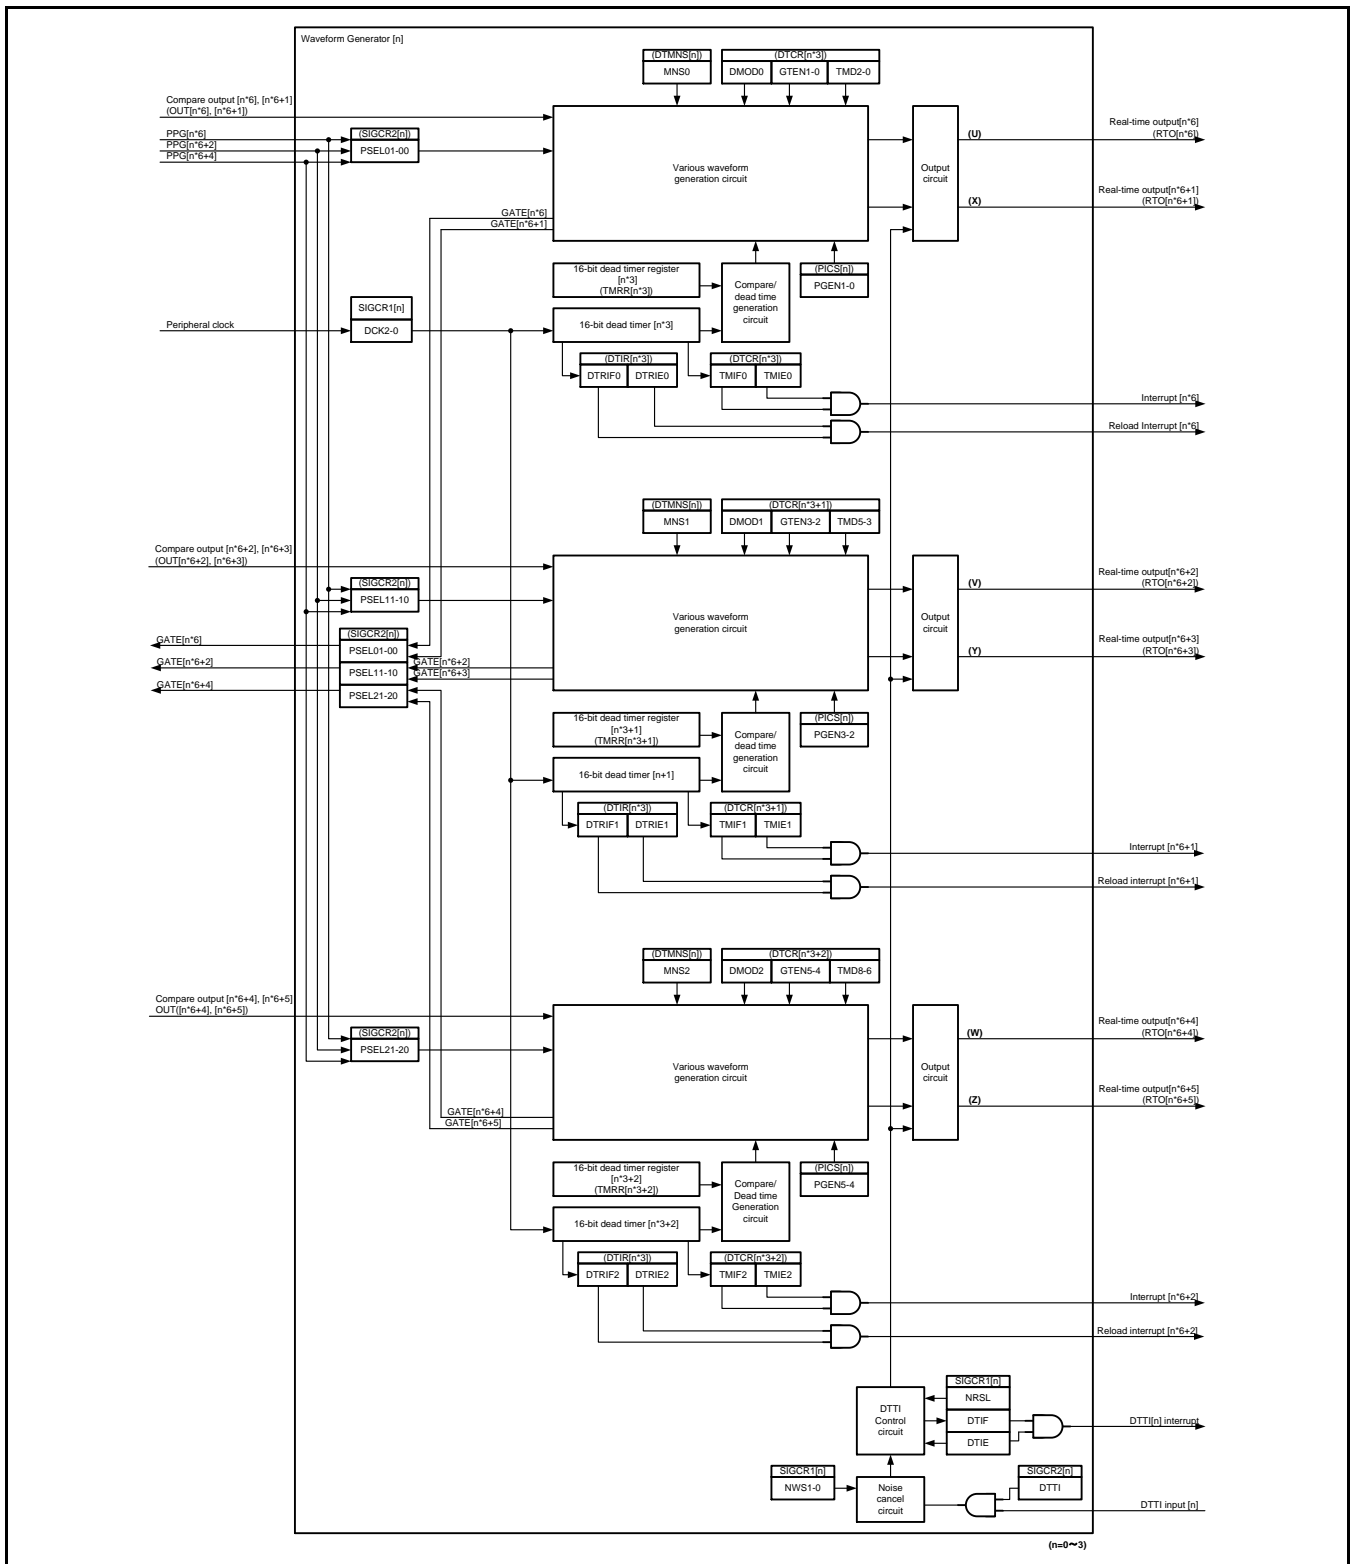 Waveform Generator [n]
(DTMNS[n])
MNS0
(DTCR[n*3])
DMOD0
GTEN1-0
TMD2-0
Compare output [n*6], [n*6+1]
(OUT[n*6], [n*6+1])
PPG[n*6]
PPG[n*6+2]
PPG[n*6+4]
(SIGCR2[n])
PSEL01-00
Various waveform
generation circuit
Output
circuit
(U)
Real-time output[n*6]
(RTO[n*6])
(X)
Real-time output[n*6+1]
(RTO[n*6+1])
GATE[n*6]
GATE[n*6+1]
16-bit dead timer register
[n*3]
(TMRR[n*3])
Compare/
dead time
generation
circuit
(PICS[n])
PGEN1-0
Peripheral clock
SIGCR1[n]
DCK2-0
16-bit dead timer [n*3]
(DTIR[n*3])
DTRIF0
DTRIE0
(DTCR[n*3])
TMIF0
TMIE0
Interrupt [n*6]
Reload Interrupt [n*6]
(DTMNS[n])
MNS1
(DTCR[n*3+1])
DMOD1
GTEN3-2
TMD5-3
Compare output [n*6+2], [n*6+3]
(OUT[n*6+2], [n*6+3])
(SIGCR2[n])
PSEL11-10
Various waveform
generation circuit
Output
circuit
(V)
Real-time output[n*6+2]
(RTO[n*6+2])
(Y)
Real-time output[n*6+3]
(RTO[n*6+3])
GATE[n*6]
GATE[n*6+2]
GATE[n*6+4]
(SIGCR2[n])
PSEL01-00
PSEL11-10
PSEL21-20
GATE[n*6+2]
GATE[n*6+3]
16-bit dead timer register
[n*3+1]
(TMRR[n*3+1])
Compare/
dead time
generation
circuit
(PICS[n])
PGEN3-2
16-bit dead timer [n+1]
(DTIR[n*3])
DTRIF1
DTRIE1
(DTCR[n*3+1])
TMIF1
TMIE1
Interrupt [n*6+1]
Reload interrupt [n*6+1]
(DTMNS[n])
MNS2
(DTCR[n*3+2])
DMOD2
GTEN5-4
TMD8-6
Compare output [n*6+4], [n*6+5]
OUT([n*6+4], [n*6+5])
(SIGCR2[n])
PSEL21-20
Various waveform
generation circuit
Output
circuit
(W)
Real-time output[n*6+4]
(RTO[n*6+4])
(Z)
Real-time output[n*6+5]
(RTO[n*6+5])
GATE[n*6+4]
GATE[n*6+5]
16-bit dead timer register
[n*3+2]
(TMRR[n*3+2])
Compare/
Dead time
Generation
circuit
(PICS[n])
PGEN5-4
16-bit dead timer [n*3+2]
(DTIR[n*3])
DTRIF2
DTRIE2
(DTCR[n*3+2])
TMIF2
TMIE2
Interrupt [n*6+2]
Reload interrupt [n*6+2]
DTTI
Control
circuit
SIGCR1[n]
NRSL
DTIF
DTIE
DTTI[n] interrupt
SIGCR1[n]
NWS1-0
Noise
cancel
circuit
SIGCR2[n]
DTTI
DTTI input [n]
(n=0～3)